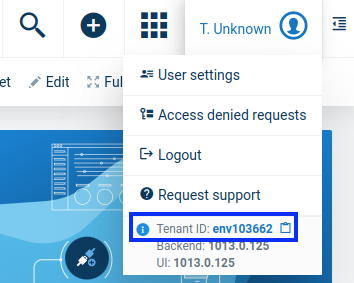 T. Unknown
et Edit Ful
User settings
Access denied requests
Logout
Request support
Tenant ID: env103662
Backend: 1013.0.125
UI: 1013.0.125